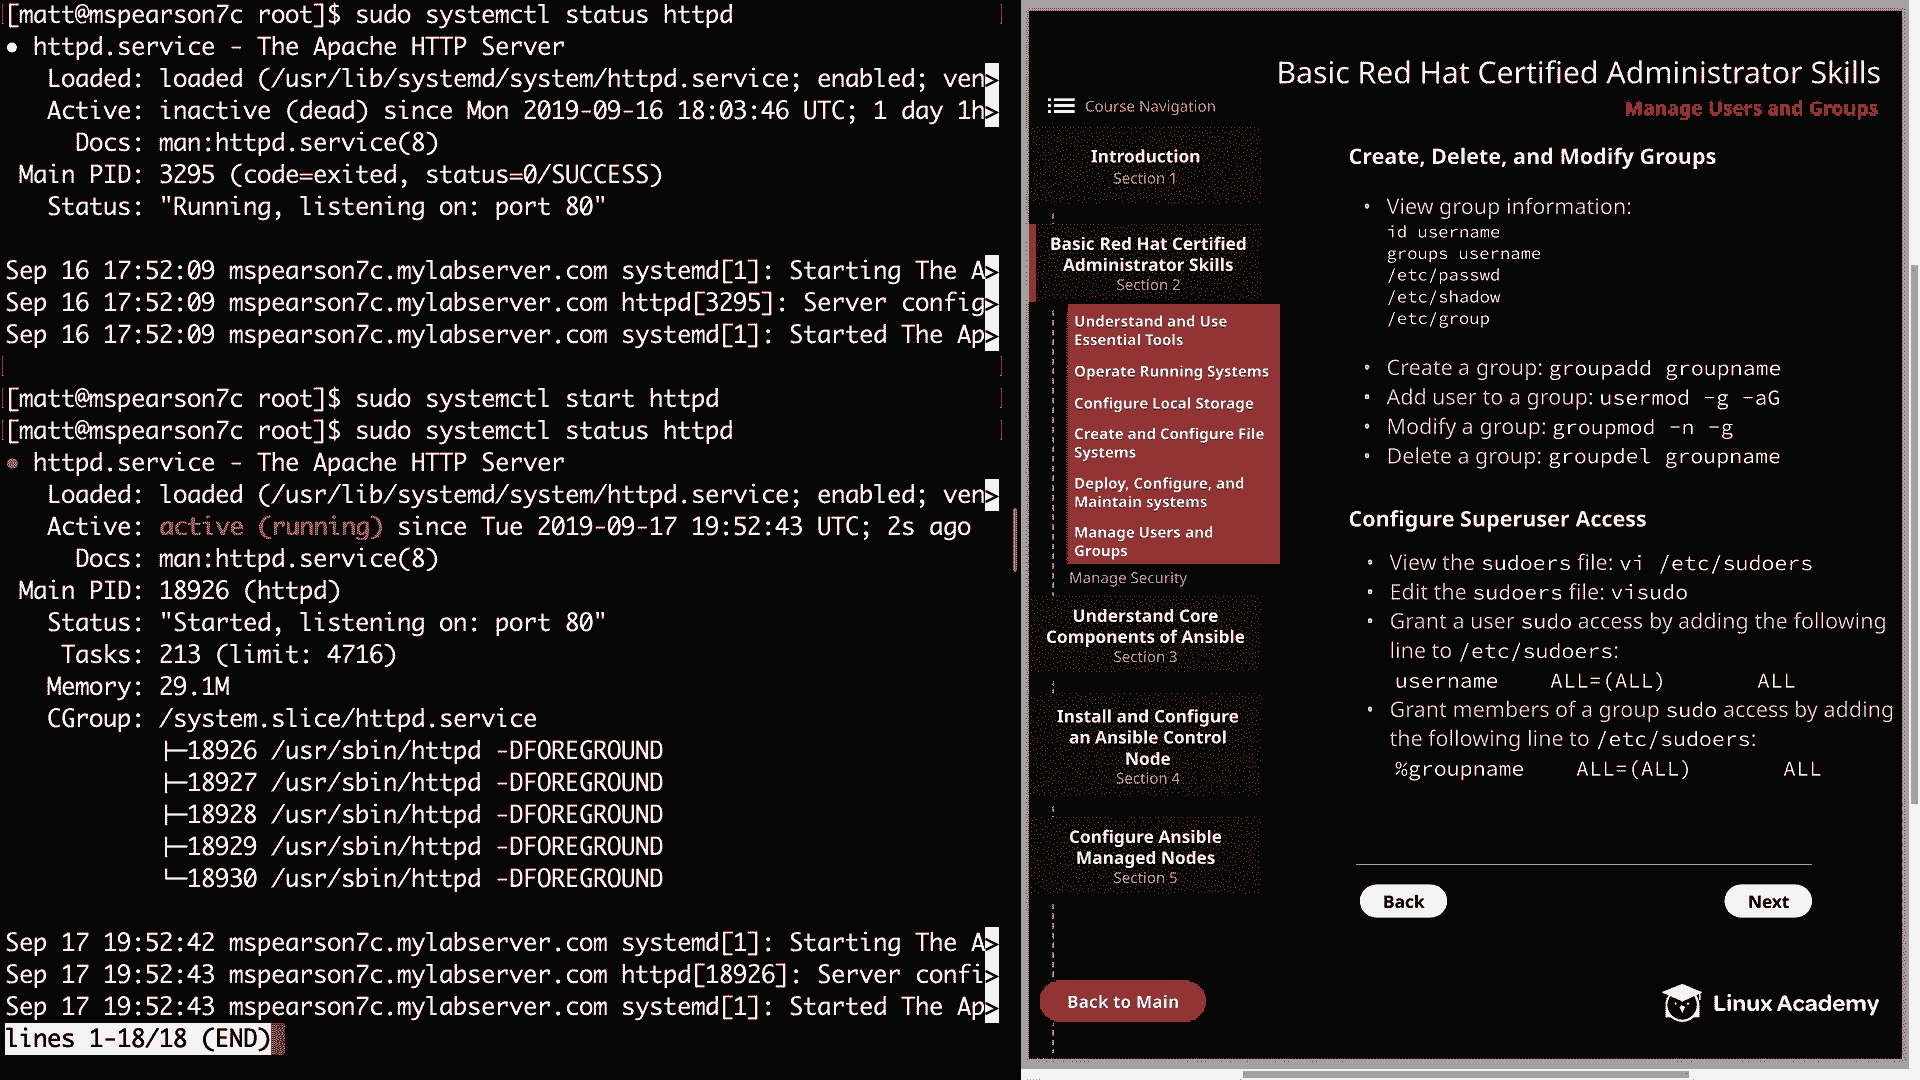 [matt@mspearson7c root]$ sudo systemctl status httpd
● httpd.service - The Apache HTTP Server
Loaded: loaded (/usr/lib/systemd/system/httpd.service; enabled; ven>
Active: inactive (dead) since Mon 2019-09-16 18:03:46 UTC; 1 day 1h>
Docs: man:httpd.service(8)
Main PID: 3295 (code=exited, status=0/SUCCESS)
Status: "Running, listening on: port 80"
Sep 16 17:52:09 mspearson7c.mylabserver.com systemd[1]: Starting The A>
Sep 16 17:52:09 mspearson7c.mylabserver.com httpd[3295]: Server config>
Sep 16 17:52:09 mspearson7c.mylabserver.com systemd[1]: Started The Ap>
[matt@mspearson7c root]$ sudo systemctl start httpd
[matt@mspearson7c root]$ sudo systemctl status httpd
● httpd.service - The Apache HTTP Server
Loaded: loaded (/usr/lib/systemd/system/httpd.service; enabled; ven>
Active: active (running) since Tue 2019-09-17 19:52:43 UTC; 2s ago
Docs: man:httpd.service(8)
Main PID: 18926 (httpd)
Status: "Started, listening on: port 80"
Tasks: 213 (limit: 4716)
Memory: 29.1M
CGroup: /system.slice/httpd.service
├─18926 /usr/sbin/httpd -DFOREGROUND
├─18927 /usr/sbin/httpd -DFOREGROUND
├─18928 /usr/sbin/httpd -DFOREGROUND
├─18929 /usr/sbin/httpd -DFOREGROUND
└─18930 /usr/sbin/httpd -DFOREGROUND
Sep 17 19:52:42 mspearson7c.mylabserver.com systemd[1]: Starting The A>
Sep 17 19:52:43 mspearson7c.mylabserver.com httpd[18926]: Server confi>
Sep 17 19:52:43 mspearson7c.mylabserver.com systemd[1]: Started The Ap>
lines 1-18/18 (END)
Basic Red Hat Certified Administrator Skills
Manage Users and Groups
Course Navigation
Introduction
Section 1
Basic Red Hat Certified
Administrator Skills
Section 2
Understand and Use
Essential Tools
Operate Running Systems
Configure Local Storage
Create and Configure File
Systems
Deploy, Configure, and
Maintain systems
Manage Users and
Groups
Manage Security
Understand Core
Components of Ansible
Section 3
Install and Configure
an Ansible Control
Node
Section 4
Configure Ansible
Managed Nodes
Section 5
Back to Main
Create, Delete, and Modify Groups
• View group information:
id username
groups username
/etc/passwd
/etc/shadow
/etc/group
• Create a group: groupadd groupname
• Add user to a group: usermod -g -aG
• Modify a group: groupmod -n -g
• Delete a group: groupdel groupname
Configure Superuser Access
• View the sudoers file: vi /etc/sudoers
• Edit the sudoers file: visudo
• Grant a user sudo access by adding the following
line to /etc/sudoers:
username ALL=(ALL) ALL
• Grant members of a group sudo access by adding
the following line to /etc/sudoers:
%groupname ALL=(ALL) ALL
Back
Next
Linux Academy